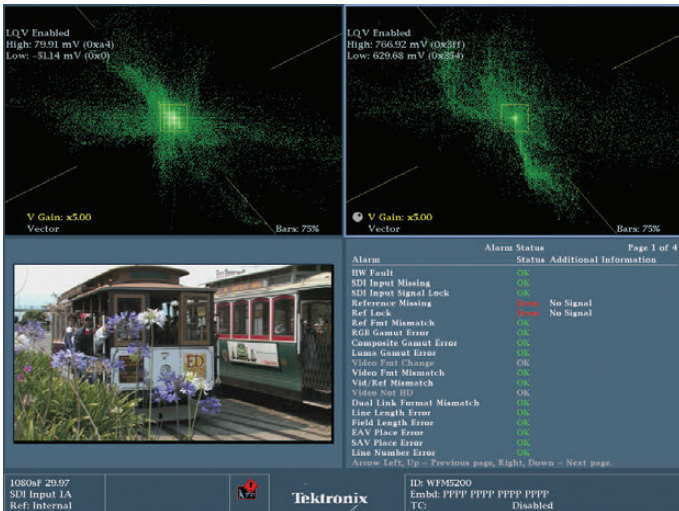 LQV Enabled
High: 79.91 mV (0xa4)
Low: -51.14 mV (0x0)
V Gain: x5.00
Vector
Bars: 75%
LQV Enabled
High: 766.92 mV (0x3ff)
Low: 629.68 mV (0x354)
V Gain: x5.00
Vector
Bars: 75%
Alarm Status Page 1 of 4
Alarm Status Additional Information
HW Fault OK
SDI Input Missing OK
SDI Input Signal Lock OK
Reference Missing Error No Signal
Ref Lock Error No Signal
Ref Fmt Mismatch OK
RGB Gamut Error OK
Composite Gamut Error OK
Luma Gamut Error OK
Video Fmt Change OK
Video Fmt Mismatch OK
Vid/Ref Mismatch OK
Video Not HD OK
Dual Link Format Mismatch OK
Line Length Error OK
Field Length Error OK
EAV Place Error OK
SAV Place Error OK
Line Number Error OK
Arrow Left, Up - Previous page, Right, Down - Next page.
1080sF 29.97
SDI Input 1A
Ref: Internal
Tektronix
ID: WFM5200
Embd: PPPP PPPP PPPP PPPP
TC: Disabled